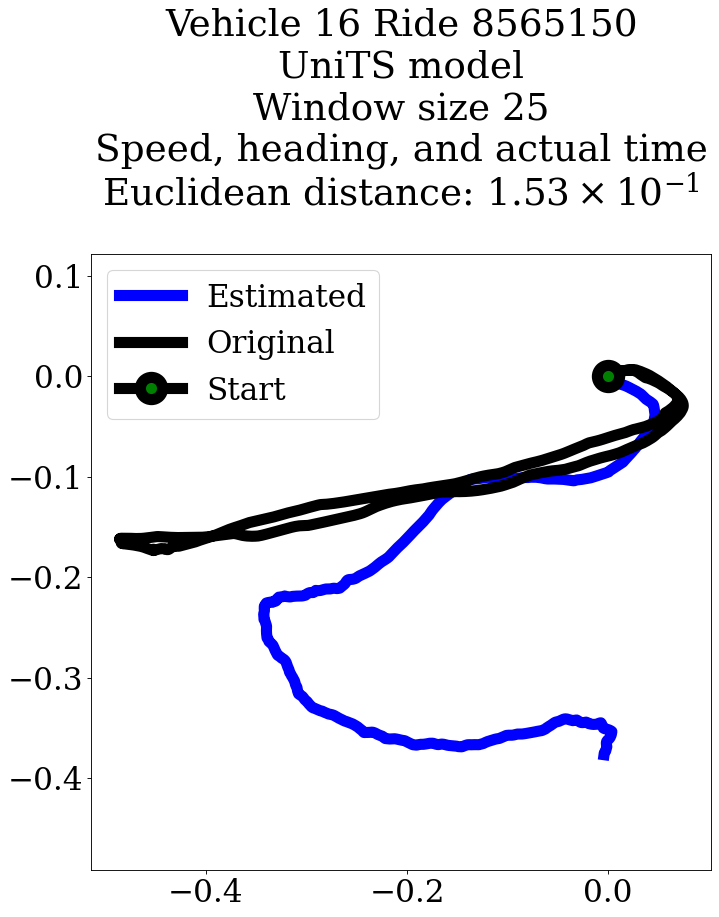 Vehicle 16 Ride 8565150
UniTS model
Window size 25
Speed, heading, and actual time
Euclidean distance: 1.53 × 10⁻¹
Estimated
Original
Start
0.1
0.0
−0.1
−0.2
−0.3
−0.4
−0.4 −0.2 0.0